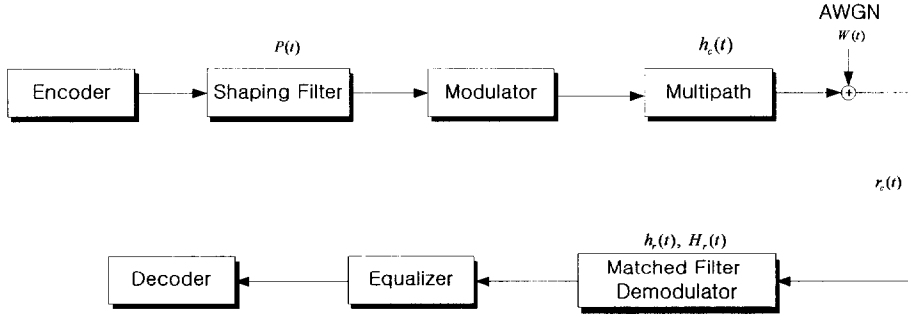 AWGN
P(t)
h_c(t)
W(t)
Encoder
Shaping Filter
Modulator
Multipath
+
r_c(t)
h_r(t), H_r(t)
Decoder
Equalizer
Matched Filter
Demodulator